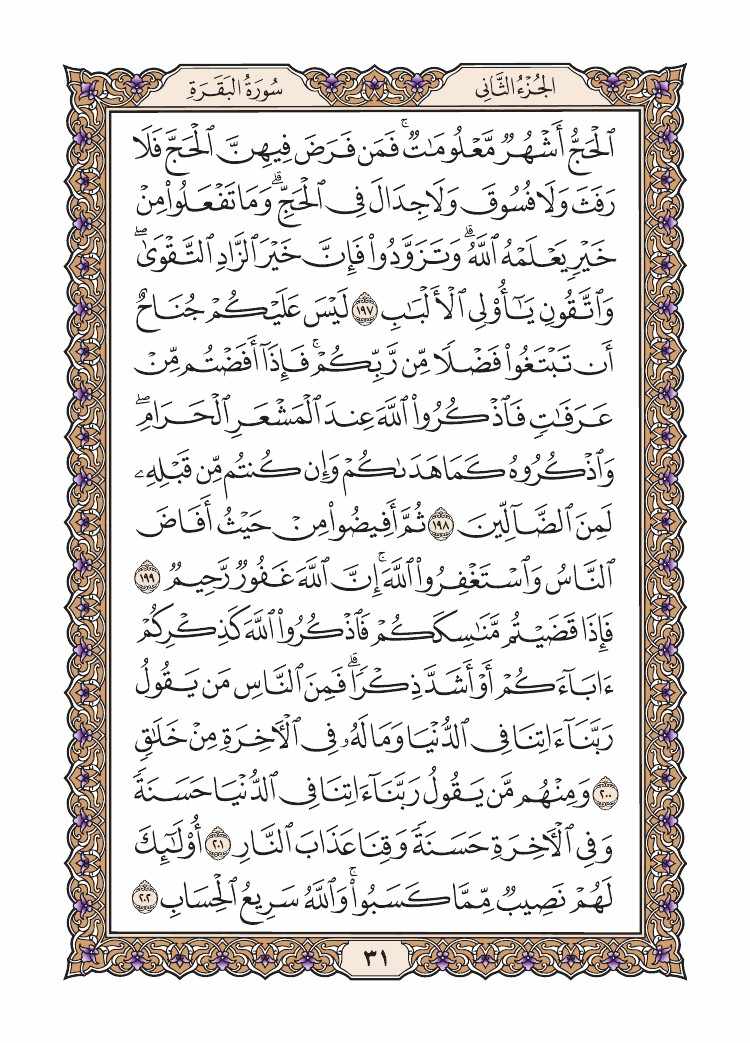 الجُزْءُ الثَّانِي
سُورَةُ البَقَرَةِ
ٱلۡحَجُّ أَشۡهُرٞ مَّعۡلُومَٰتٞۚ فَمَن فَرَضَ فِيهِنَّ ٱلۡحَجَّ فَلَا
رَفَثَ وَلَا فُسُوقَ وَلَا جِدَالَ فِي ٱلۡحَجِّۗ وَمَا تَفۡعَلُواْ مِنۡ
خَيۡرٖ يَعۡلَمۡهُ ٱللَّهُۗ وَتَزَوَّدُواْ فَإِنَّ خَيۡرَ ٱلزَّادِ ٱلتَّقۡوَىٰۖ
وَٱتَّقُونِ يَٰٓأُوْلِي ٱلۡأَلۡبَٰبِ ١٩٧ لَيۡسَ عَلَيۡكُمۡ جُنَاحٌ
أَن تَبۡتَغُواْ فَضۡلٗا مِّن رَّبِّكُمۡۚ فَإِذَآ أَفَضۡتُم مِّنۡ
عَرَفَٰتٖ فَٱذۡكُرُواْ ٱللَّهَ عِندَ ٱلۡمَشۡعَرِ ٱلۡحَرَامِۖ
وَٱذۡكُرُوهُ كَمَا هَدَىٰكُمۡ وَإِن كُنتُم مِّن قَبۡلِهِۦ
لَمِنَ ٱلضَّآلِّينَ ١٩٨ ثُمَّ أَفِيضُواْ مِنۡ حَيۡثُ أَفَاضَ
ٱلنَّاسُ وَٱسۡتَغۡفِرُواْ ٱللَّهَۚ إِنَّ ٱللَّهَ غَفُورٞ رَّحِيمٞ ١٩٩
فَإِذَا قَضَيۡتُم مَّنَٰسِكَكُمۡ فَٱذۡكُرُواْ ٱللَّهَ كَذِكۡرِكُمۡ
ءَابَآءَكُمۡ أَوۡ أَشَدَّ ذِكۡرٗاۗ فَمِنَ ٱلنَّاسِ مَن يَقُولُ
رَبَّنَآ ءَاتِنَا فِي ٱلدُّنۡيَا وَمَا لَهُۥ فِي ٱلۡأٓخِرَةِ مِنۡ خَلَٰقٖ
٢٠٠ وَمِنۡهُم مَّن يَقُولُ رَبَّنَآ ءَاتِنَا فِي ٱلدُّنۡيَا حَسَنَةٗ
وَفِي ٱلۡأٓخِرَةِ حَسَنَةٗ وَقِنَا عَذَابَ ٱلنَّارِ ٢٠١ أُوْلَٰٓئِكَ
لَهُمۡ نَصِيبٞ مِّمَّا كَسَبُواْۚ وَٱللَّهُ سَرِيعُ ٱلۡحِسَابِ ٢٠٢
٣١